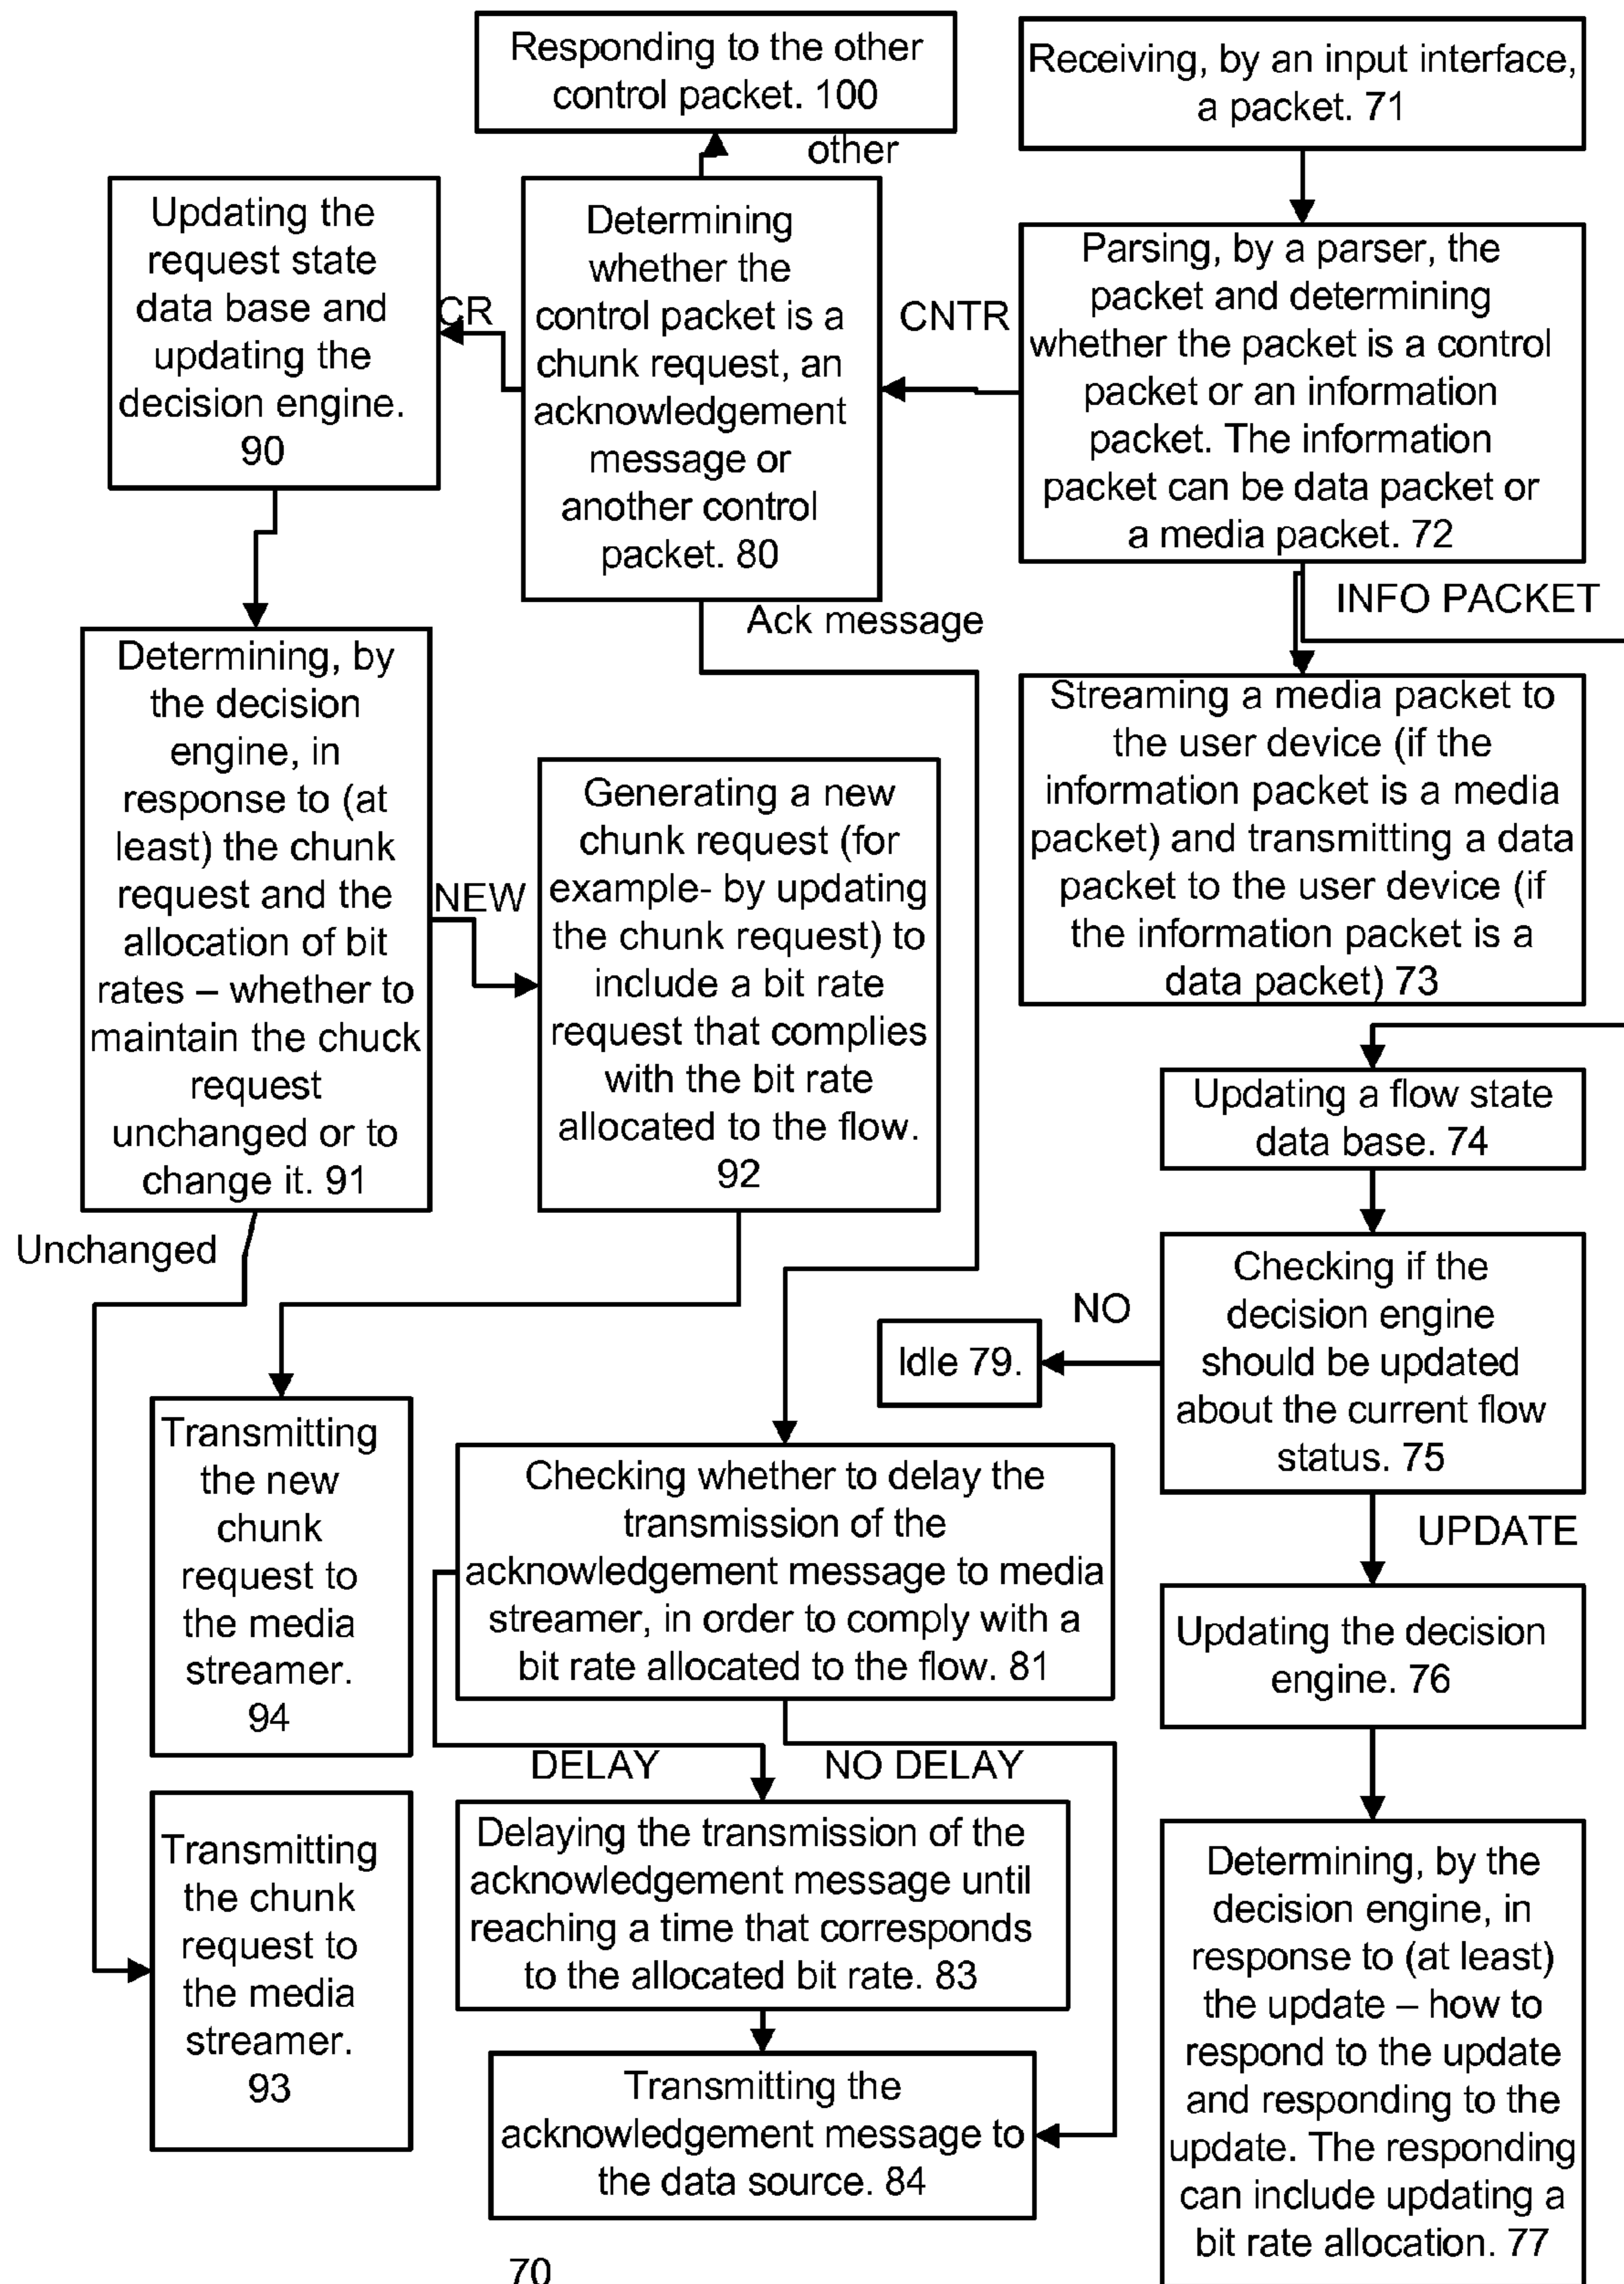 Responding to the other
control packet. 100
Receiving, by an input interface,
a packet. 71
other
Updating the
request state
data base and
updating the
decision engine.
90
CR
Determining
whether the
control packet is a
chunk request, an
acknowledgement
message or
another control
packet. 80
CNTR
Parsing, by a parser, the
packet and determining
whether the packet is a control
packet or an information
packet. The information
packet can be data packet or
a media packet. 72
INFO PACKET
Ack message
Determining, by
the decision
engine, in
response to (at
least) the chunk
request and the
allocation of bit
rates – whether to
maintain the chuck
request
unchanged or to
change it. 91
NEW
Generating a new
chunk request (for
example- by updating
the chunk request) to
include a bit rate
request that complies
with the bit rate
allocated to the flow.
92
Streaming a media packet to
the user device (if the
information packet is a media
packet) and transmitting a data
packet to the user device (if
the information packet is a
data packet) 73
Updating a flow state
data base. 74
Unchanged
Checking if the
decision engine
should be updated
about the current flow
status. 75
NO
Idle 79.
UPDATE
Transmitting
the new
chunk
request to
the media
streamer.
94
Checking whether to delay the
transmission of the
acknowledgement message to media
streamer, in order to comply with a
bit rate allocated to the flow. 81
Updating the decision
engine. 76
DELAY
NO DELAY
Transmitting
the chunk
request to
the media
streamer.
93
Delaying the transmission of the
acknowledgement message until
reaching a time that corresponds
to the allocated bit rate. 83
Transmitting the
acknowledgement message to
the data source. 84
Determining, by the
decision engine, in
response to (at least)
the update – how to
respond to the update
and responding to the
update. The responding
can include updating a
bit rate allocation. 77
70